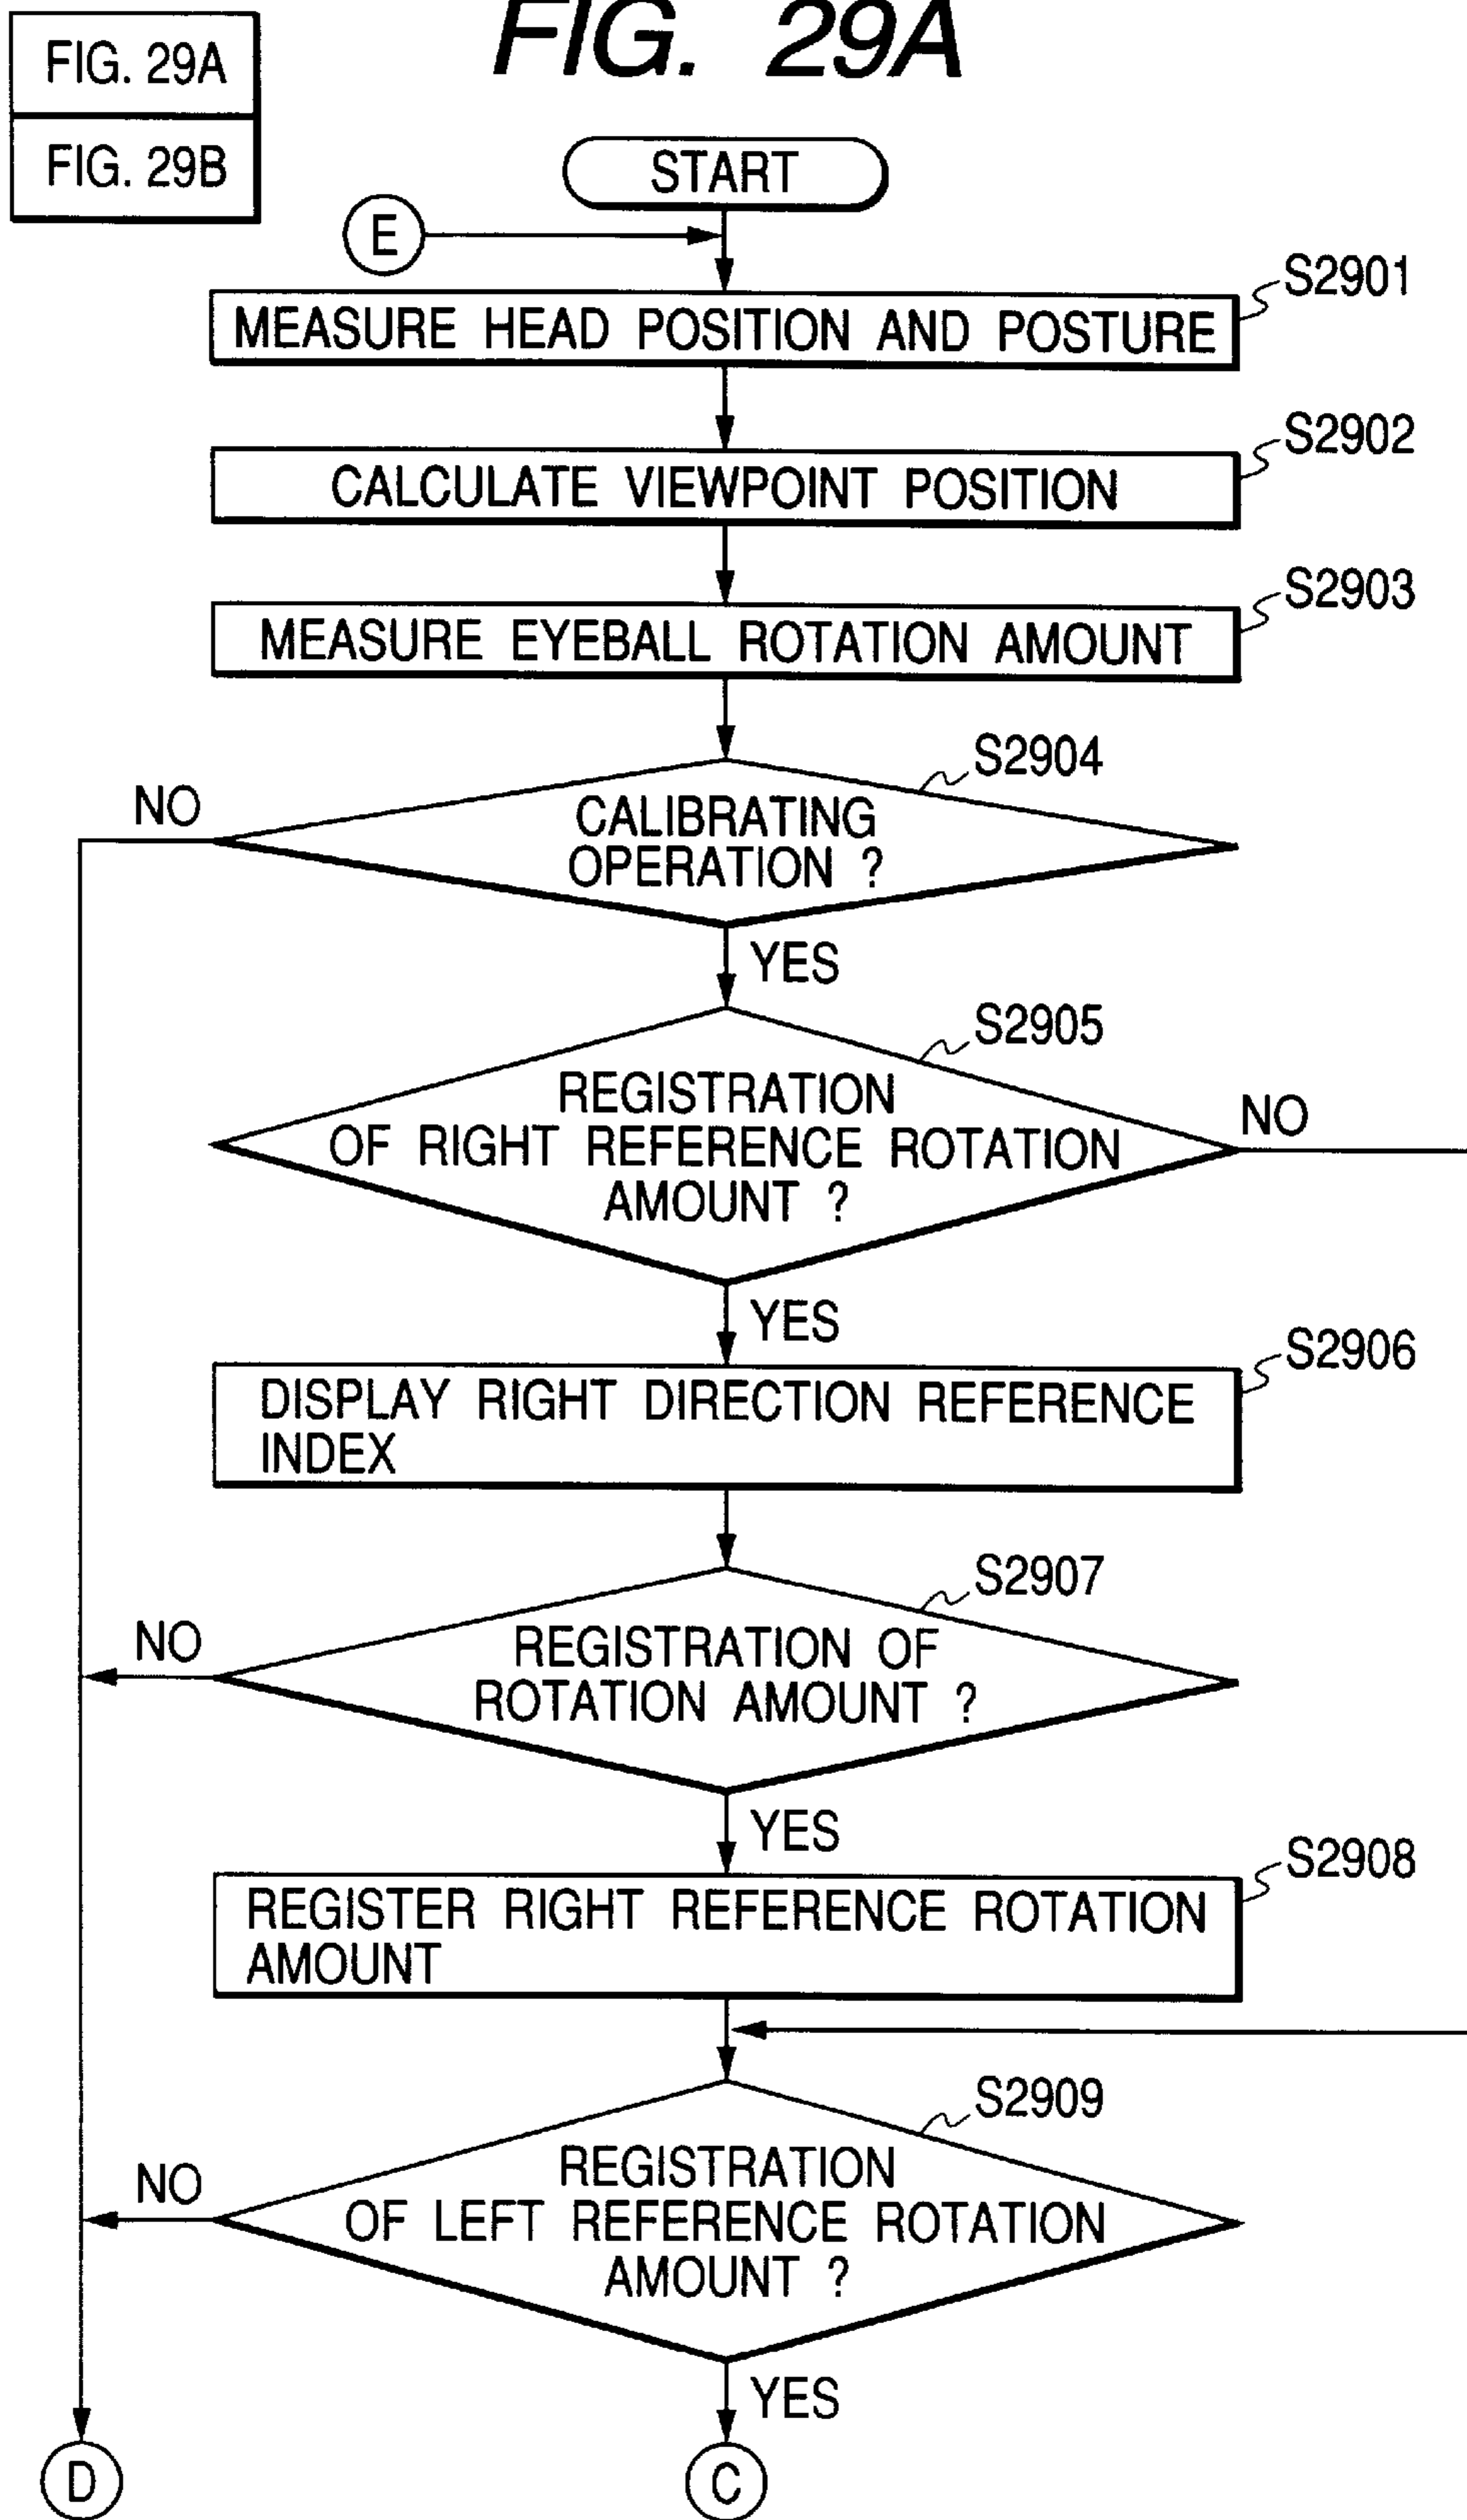 FIG. 29A
FIG. 29A
FIG. 29B
START
E
S2901
MEASURE HEAD POSITION AND POSTURE
S2902
CALCULATE VIEWPOINT POSITION
S2903
MEASURE EYEBALL ROTATION AMOUNT
S2904
NO
CALIBRATING
OPERATION ?
YES
S2905
REGISTRATION
OF RIGHT REFERENCE ROTATION
AMOUNT ?
NO
YES
S2906
DISPLAY RIGHT DIRECTION REFERENCE
INDEX
S2907
NO
REGISTRATION OF
ROTATION AMOUNT ?
YES
S2908
REGISTER RIGHT REFERENCE ROTATION
AMOUNT
S2909
NO
REGISTRATION
OF LEFT REFERENCE ROTATION
AMOUNT ?
YES
D
C